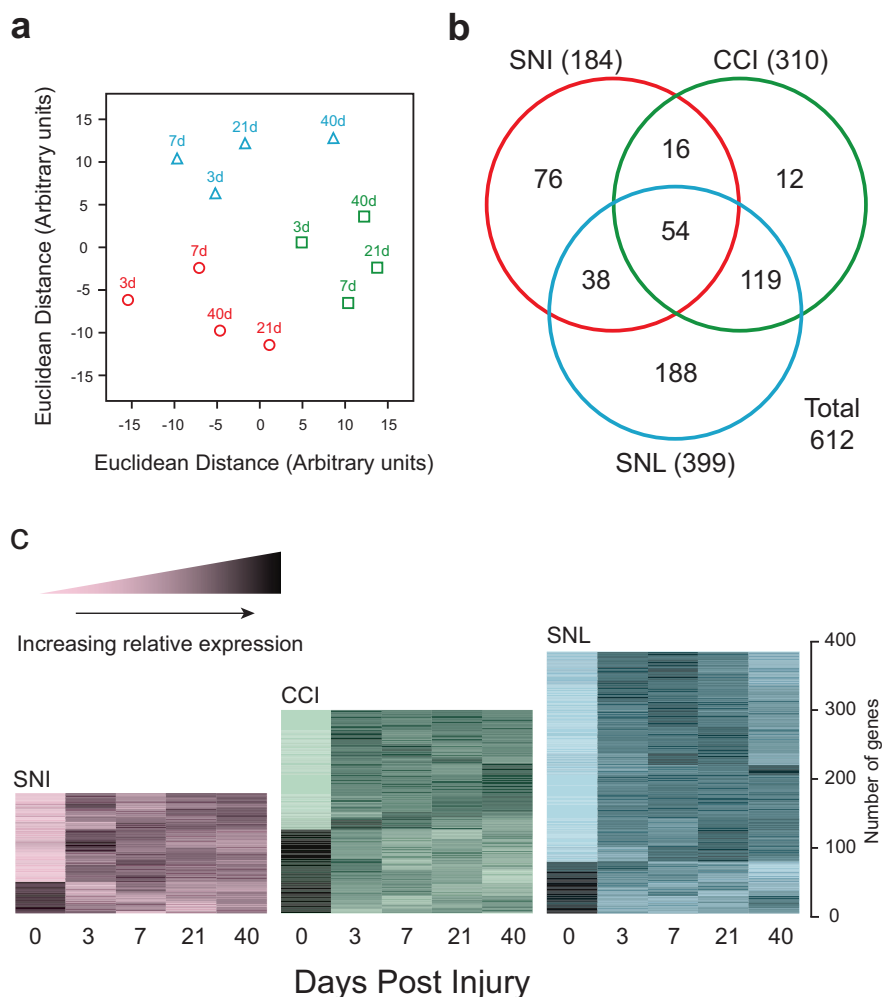 a
Euclidean Distance (Arbitrary units)
15
10
5
0
-5
-10
-15
7d
21d
40d
3d
3d
40d
21d
7d
7d
3d
40d
21d
-15
-10
-5
0
5
10
15
Euclidean Distance (Arbitrary units)
b
SNI (184)
CCI (310)
16
76
12
54
38
119
188
Total
612
SNL (399)
c
Increasing relative expression
SNI
CCI
SNL
400
300
200
100
0
Number of genes
0 3 7 21 40
0 3 7 21 40
0 3 7 21 40
Days Post Injury